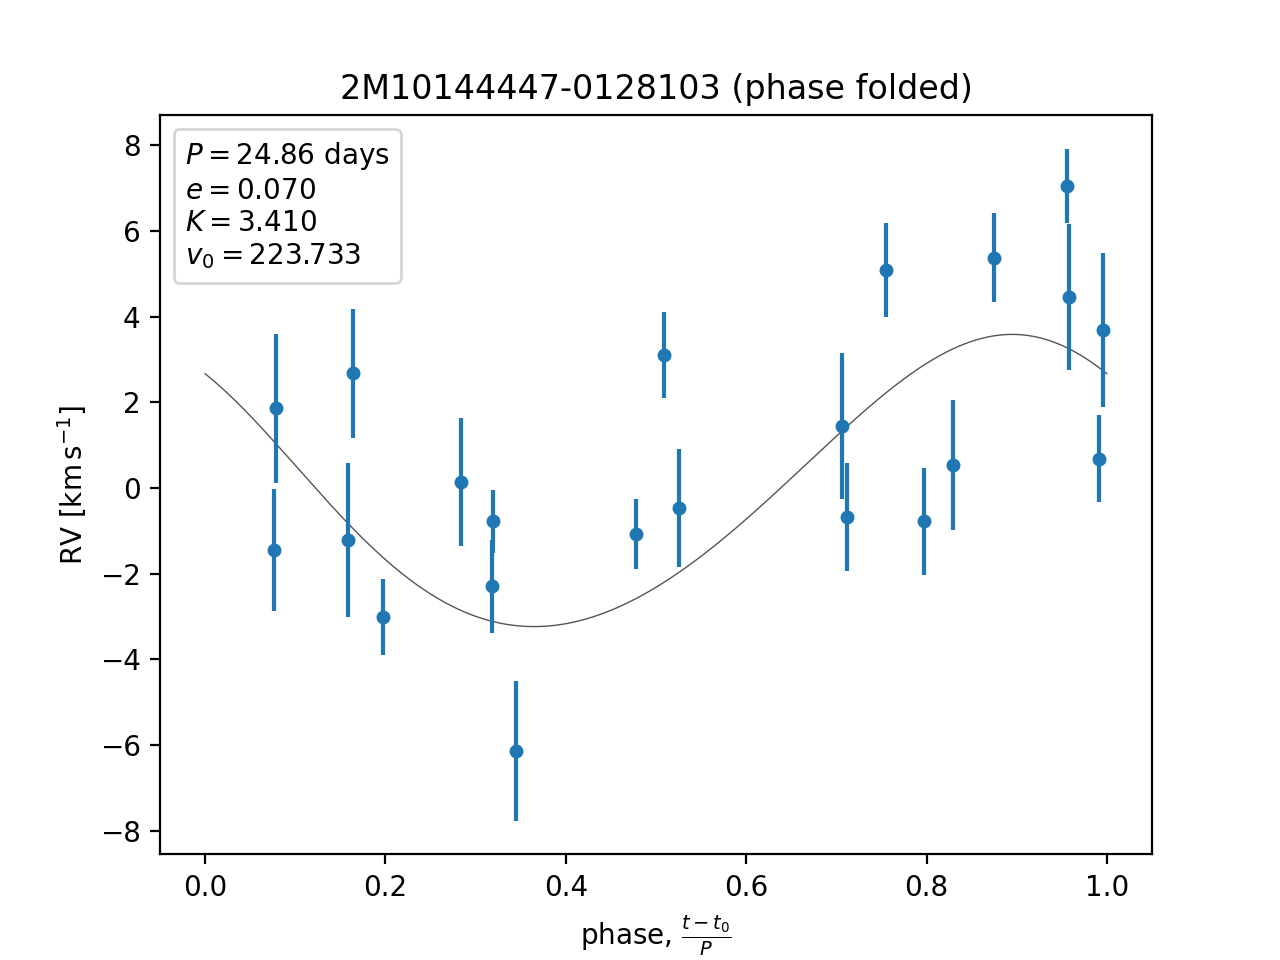 2M10144447-0128103 (phase folded)
P = 24.86 days
e = 0.070
K = 3.410
v₀ = 223.733
8
6
4
2
0
−2
−4
−6
−8
RV [km s⁻¹]
0.0 0.2 0.4 0.6 0.8 1.0
phase, (t − t₀)/P